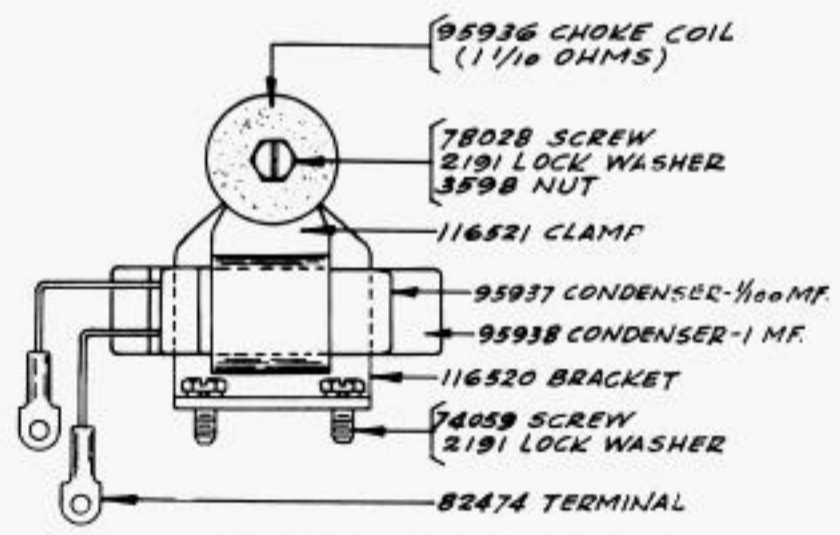 95936 CHOKE COIL
(1 1/10 OHMS)
78028 SCREW
2191 LOCK WASHER
3598 NUT
116521 CLAMP
95937 CONDENSER-1/100 MF.
95938 CONDENSER-1 MF.
116520 BRACKET
74059 SCREW
2191 LOCK WASHER
82474 TERMINAL